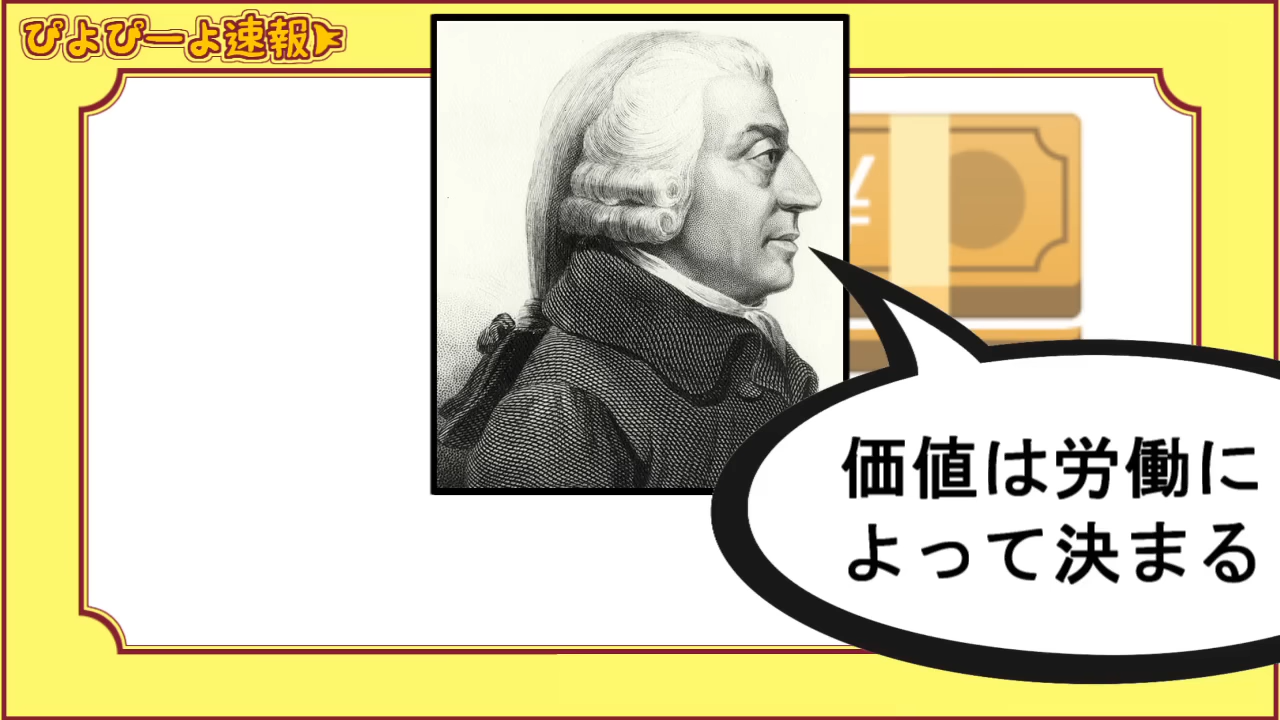 ぴよぴーよ速報
¥
価値は労働に
よって決まる